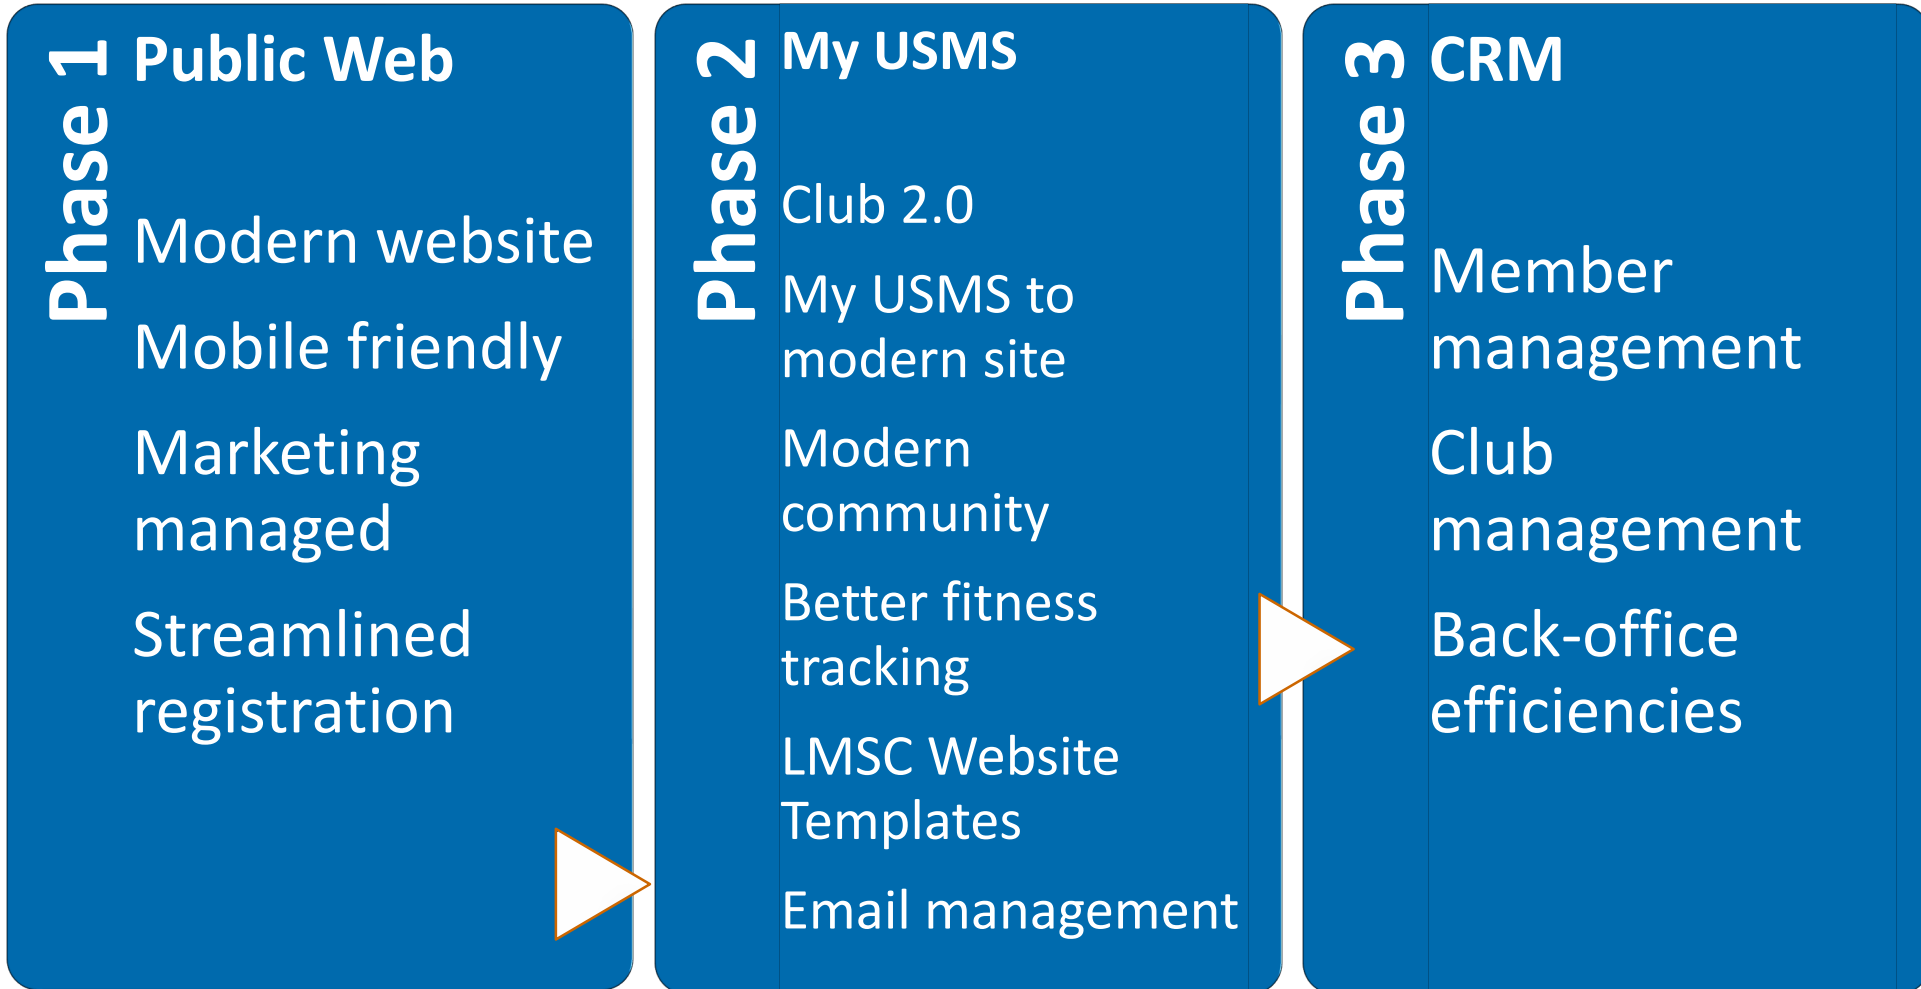 Phase 1
Public Web
Modern website
Mobile friendly
Marketing
managed
Streamlined
registration
Phase 2
My USMS
Club 2.0
My USMS to
modern site
Modern
community
Better fitness
tracking
LMSC Website
Templates
Email management
Phase 3
CRM
Member
management
Club
management
Back-office
efficiencies